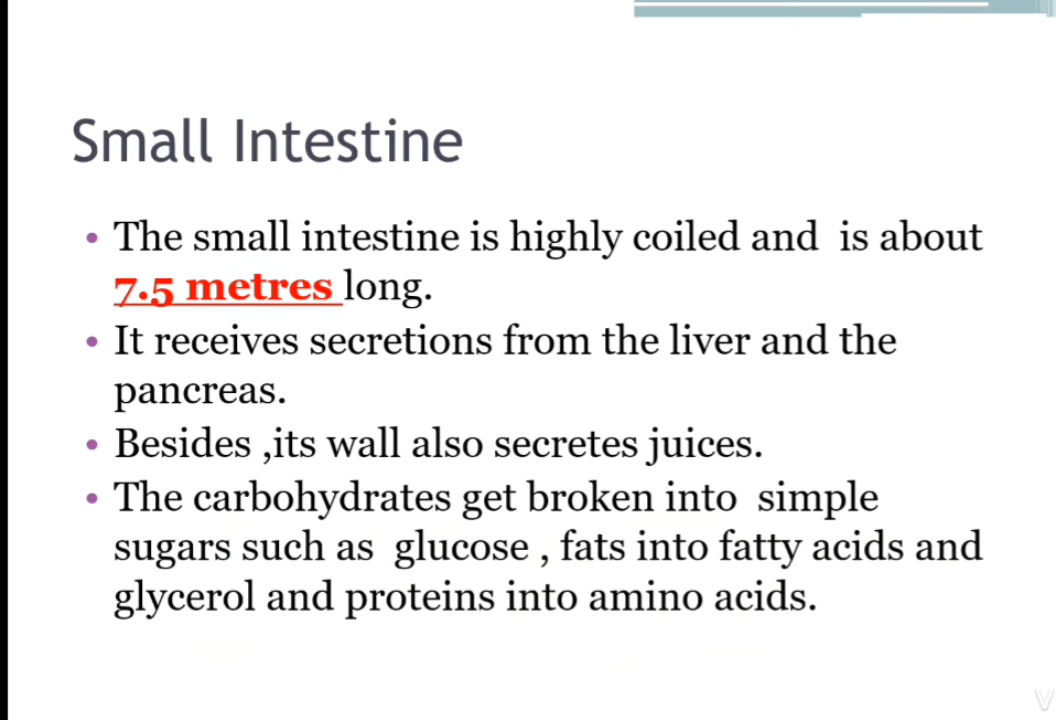 Small Intestine
• The small intestine is highly coiled and  is about
7.5 metres long.
• It receives secretions from the liver and the
pancreas.
• Besides ,its wall also secretes juices.
• The carbohydrates get broken into  simple
sugars such as  glucose , fats into fatty acids and
glycerol and proteins into amino acids.
V